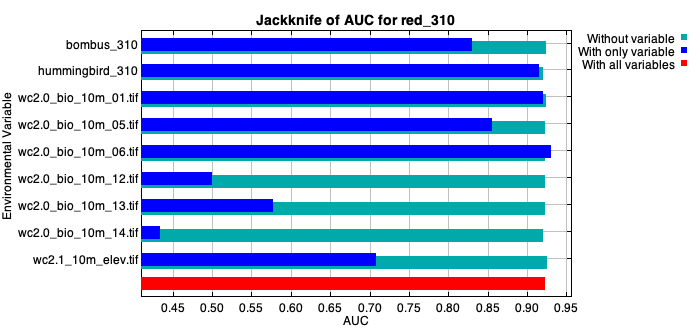 Jackknife of AUC for red_310
Without variable
With only variable
With all variables
Environmental Variable
bombus_310
hummingbird_310
wc2.0_bio_10m_01.tif
wc2.0_bio_10m_05.tif
wc2.0_bio_10m_06.tif
wc2.0_bio_10m_12.tif
wc2.0_bio_10m_13.tif
wc2.0_bio_10m_14.tif
wc2.1_10m_elev.tif
0.45 0.50 0.55 0.60 0.65 0.70 0.75 0.80 0.85 0.90 0.95
AUC